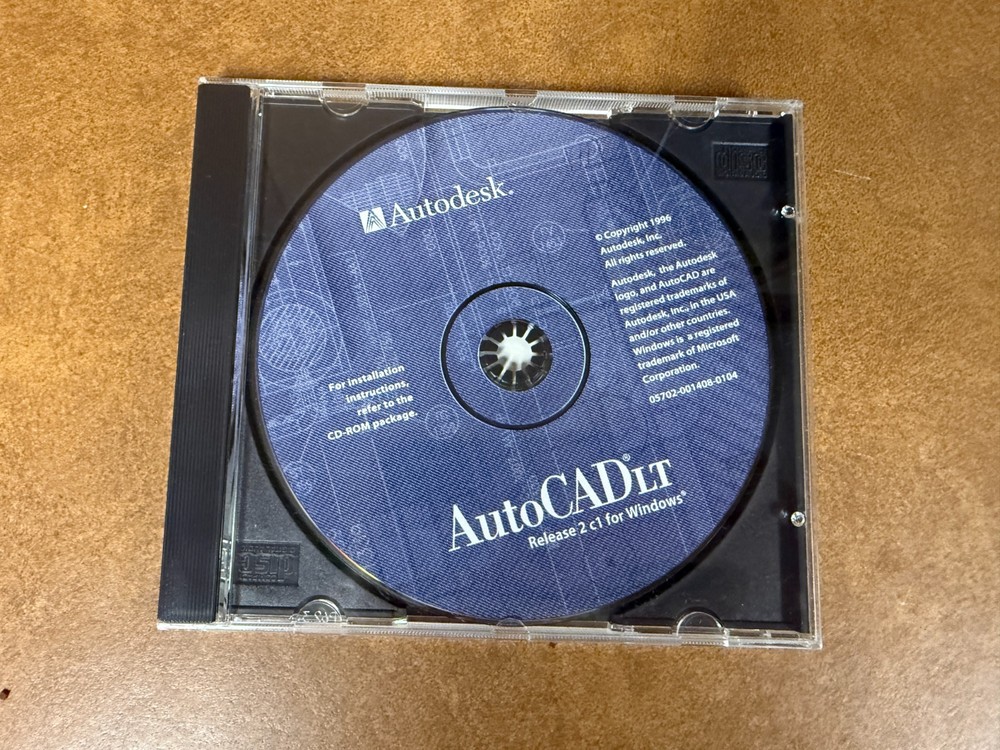 Autodesk.
© Copyright 1996
Autodesk, Inc.
All rights reserved.
Autodesk, the Autodesk
logo, and AutoCAD are
registered trademarks of
Autodesk, Inc., in the USA
and/or other countries.
Windows is a registered
trademark of Microsoft
Corporation.
05702-001408-0104
For installation
instructions,
refer to the
CD-ROM package.
AutoCAD® LT
Release 2 c1 for Windows®
disc
disc